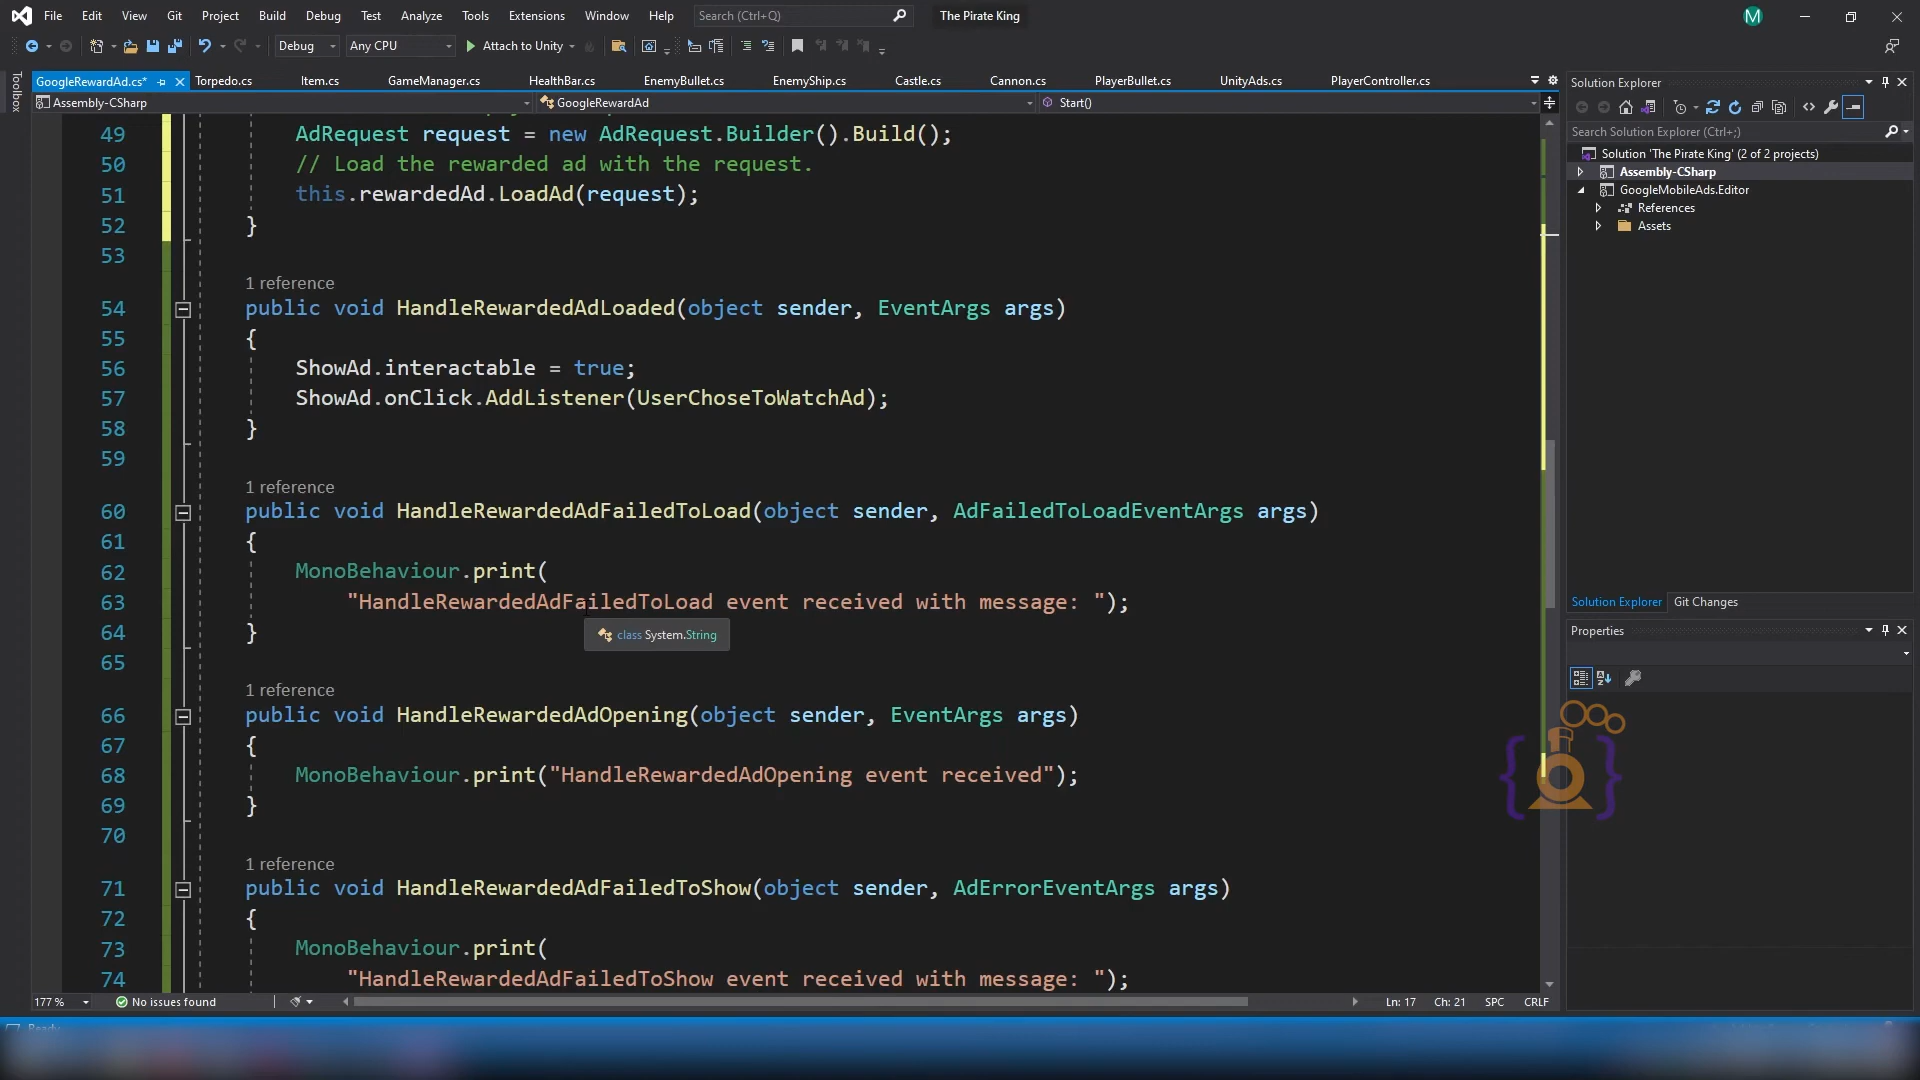 File Edit View Git Project Build Debug Test Analyze Tools Extensions Window Help Search (Ctrl+Q) The Pirate King M
Debug Any CPU Attach to Unity
Toolbox
GoogleRewardAd.cs* Torpedo.cs Item.cs GameManager.cs HealthBar.cs EnemyBullet.cs EnemyShip.cs Castle.cs Cannon.cs PlayerBullet.cs UnityAds.cs PlayerController.cs
Assembly-CSharp GoogleRewardAd Start()
49 AdRequest request = new AdRequest.Builder().Build();
50 // Load the rewarded ad with the request.
51 this.rewardedAd.LoadAd(request);
52 }
53
1 reference
54 public void HandleRewardedAdLoaded(object sender, EventArgs args)
55 {
56 ShowAd.interactable = true;
57 ShowAd.onClick.AddListener(UserChoseToWatchAd);
58 }
59
1 reference
60 public void HandleRewardedAdFailedToLoad(object sender, AdFailedToLoadEventArgs args)
61 {
62 MonoBehaviour.print(
63 "HandleRewardedAdFailedToLoad event received with message: ");
64 }
class System.String
65
1 reference
66 public void HandleRewardedAdOpening(object sender, EventArgs args)
67 {
68 MonoBehaviour.print("HandleRewardedAdOpening event received");
69 }
70
1 reference
71 public void HandleRewardedAdFailedToShow(object sender, AdErrorEventArgs args)
72 {
73 MonoBehaviour.print(
74 "HandleRewardedAdFailedToShow event received with message: ");
177 % No issues found Ln: 17 Ch: 21 SPC CRLF
Ready
Solution Explorer
Search Solution Explorer (Ctrl+;)
Solution 'The Pirate King' (2 of 2 projects)
Assembly-CSharp
GoogleMobileAds.Editor
References
Assets
Solution Explorer Git Changes
Properties